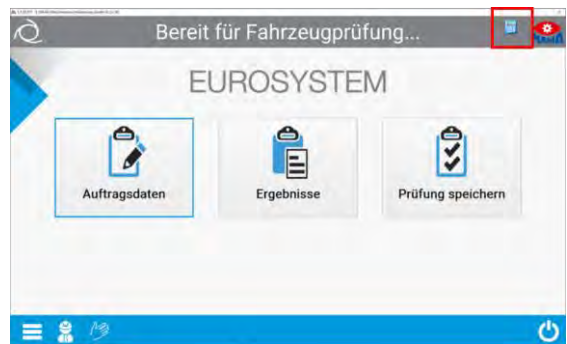 Bereit für Fahrzeugprüfung...
EUROSYSTEM
Auftragsdaten
Ergebnisse
Prüfung speichern